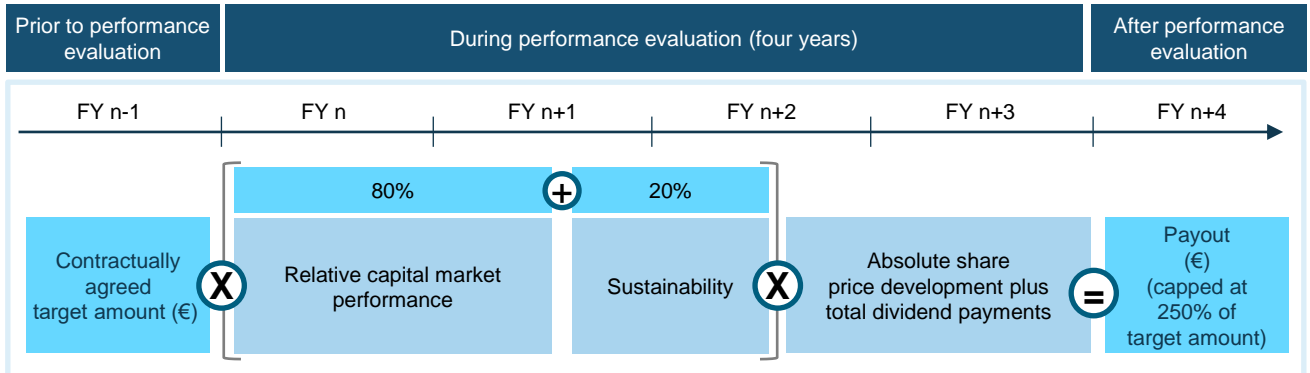 Prior to performance
evaluation
During performance evaluation (four years)
After performance
evaluation
FY n-1
FY n
FY n+1
FY n+2
FY n+3
FY n+4
80%
+
20%
Contractually
agreed
target amount (€)
X
Relative capital market
performance
Sustainability
X
Absolute share
price development plus
total dividend payments
=
Payout
(€)
(capped at
250% of
target amount)